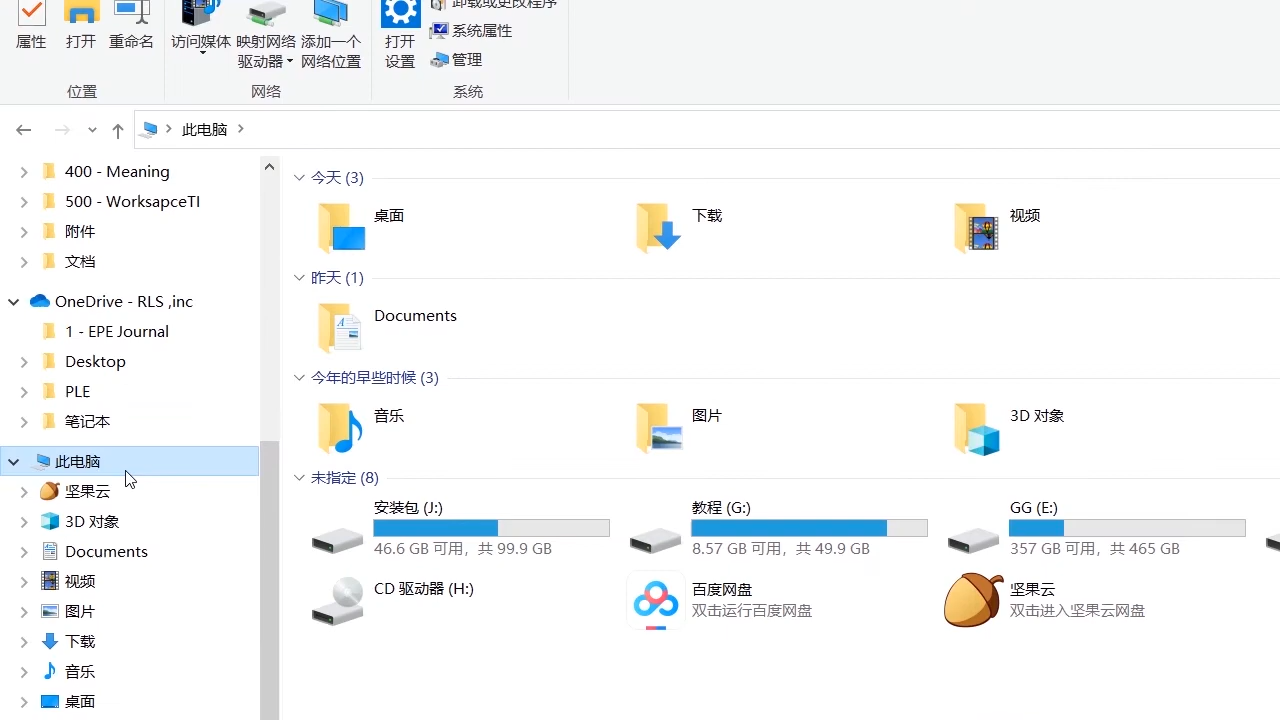 卸载或更改程序
属性
打开
重命名
访问媒体
映射网络
驱动器
添加一个
网络位置
打开
设置
系统属性
管理
位置
网络
系统
此电脑
400 - Meaning
500 - WorksapceTI
附件
文档
OneDrive - RLS ,inc
1 - EPE Journal
Desktop
PLE
笔记本
此电脑
坚果云
3D 对象
Documents
视频
图片
下载
音乐
桌面
今天 (3)
桌面
下载
视频
昨天 (1)
Documents
今年的早些时候 (3)
音乐
图片
3D 对象
未指定 (8)
安装包 (J:)
46.6 GB 可用，共 99.9 GB
教程 (G:)
8.57 GB 可用，共 49.9 GB
GG (E:)
357 GB 可用，共 465 GB
CD 驱动器 (H:)
百度网盘
双击运行百度网盘
坚果云
双击进入坚果云网盘